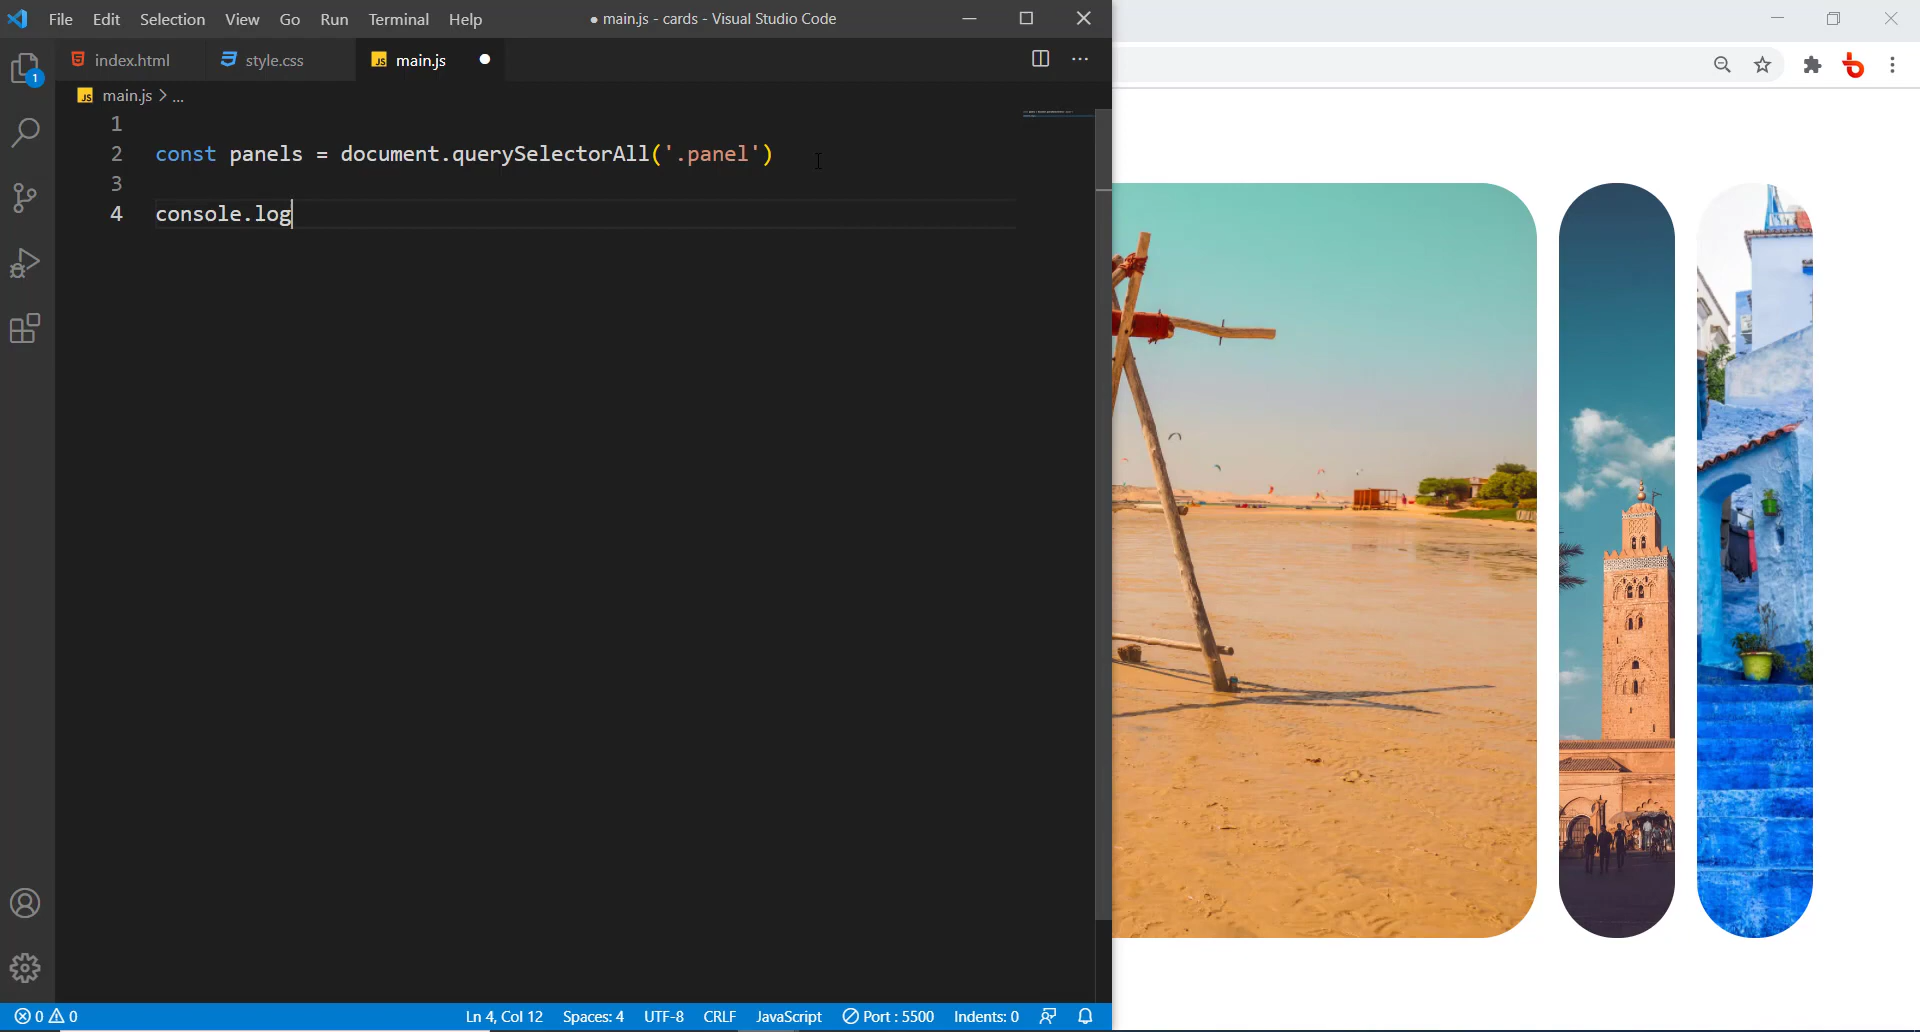 File Edit Selection View Go Run Terminal Help ● main.js - cards - Visual Studio Code
1
index.html style.css JS main.js
JS main.js > ...
1
2 const panels = document.querySelectorAll('.panel')
3
4 console.log
0 0 Ln 4, Col 12 Spaces: 4 UTF-8 CRLF JavaScript Port : 5500 Indents: 0